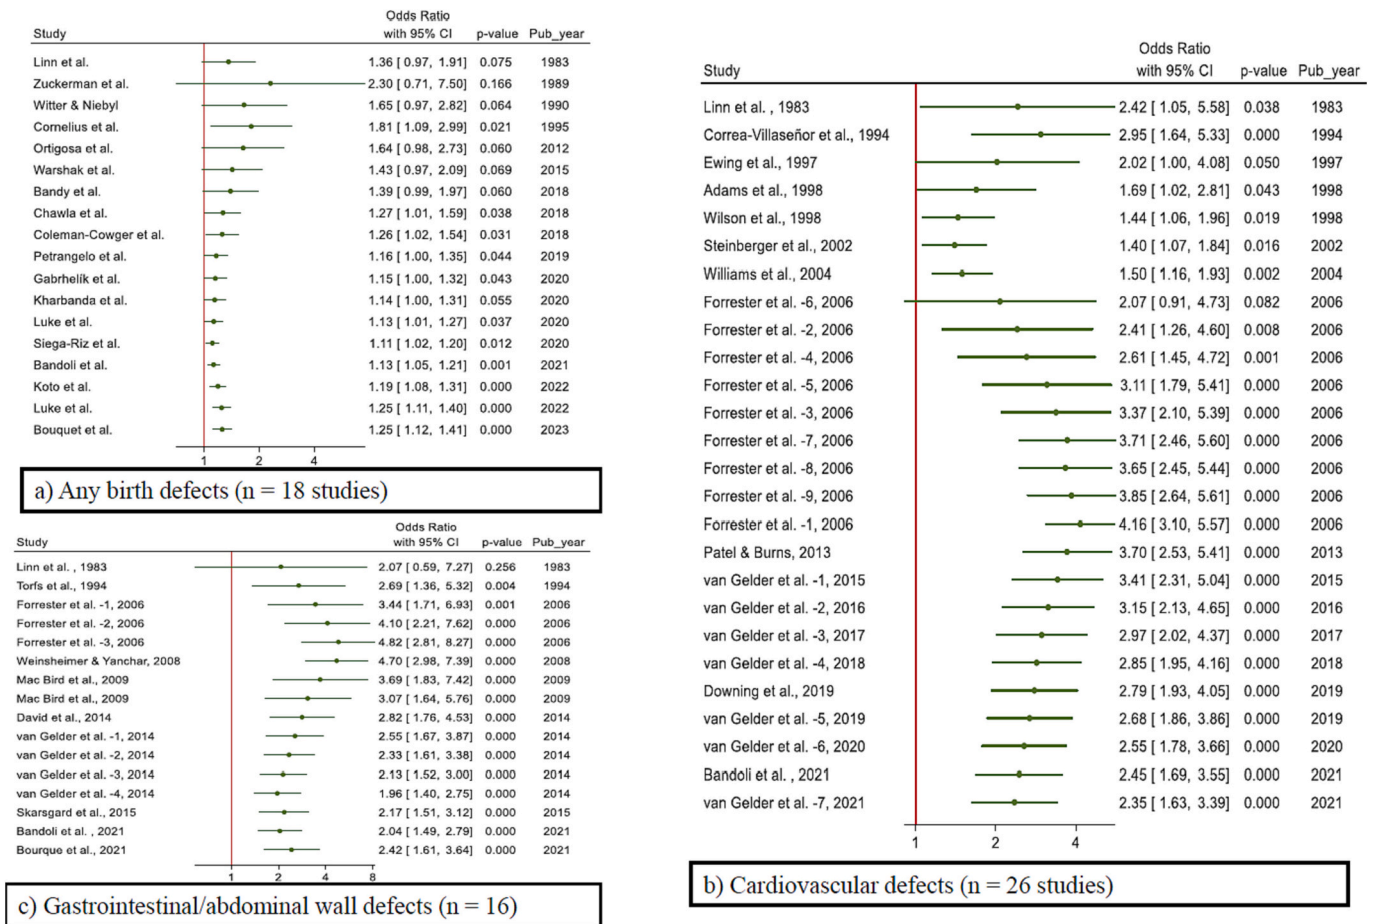 Odds Ratio
Study with 95% CI p-value Pub_year
Linn et al. 1.36 [ 0.97, 1.91] 0.075 1983
Zuckerman et al. 2.30 [ 0.71, 7.50] 0.166 1989
Witter & Niebyl 1.65 [ 0.97, 2.82] 0.064 1990
Cornelius et al. 1.81 [ 1.09, 2.99] 0.021 1995
Ortigosa et al. 1.64 [ 0.98, 2.73] 0.060 2012
Warshak et al. 1.43 [ 0.97, 2.09] 0.069 2015
Bandy et al. 1.39 [ 0.99, 1.97] 0.060 2018
Chawla et al. 1.27 [ 1.01, 1.59] 0.038 2018
Coleman-Cowger et al. 1.26 [ 1.02, 1.54] 0.031 2018
Petrangelo et al. 1.16 [ 1.00, 1.35] 0.044 2019
Gabrhelík et al. 1.15 [ 1.00, 1.32] 0.043 2020
Kharbanda et al. 1.14 [ 1.00, 1.31] 0.055 2020
Luke et al. 1.13 [ 1.01, 1.27] 0.037 2020
Siega-Riz et al. 1.11 [ 1.02, 1.20] 0.012 2020
Bandoli et al. 1.13 [ 1.05, 1.21] 0.001 2021
Koto et al. 1.19 [ 1.08, 1.31] 0.000 2022
Luke et al. 1.25 [ 1.11, 1.40] 0.000 2022
Bouquet et al. 1.25 [ 1.12, 1.41] 0.000 2023
1 2 4
a) Any birth defects (n = 18 studies)
Odds Ratio
Study with 95% CI p-value Pub_year
Linn et al. , 1983 2.07 [ 0.59, 7.27] 0.256 1983
Torfs et al., 1994 2.69 [ 1.36, 5.32] 0.004 1994
Forrester et al. -1, 2006 3.44 [ 1.71, 6.93] 0.001 2006
Forrester et al. -2, 2006 4.10 [ 2.21, 7.62] 0.000 2006
Forrester et al. -3, 2006 4.82 [ 2.81, 8.27] 0.000 2006
Weinsheimer & Yanchar, 2008 4.70 [ 2.98, 7.39] 0.000 2008
Mac Bird et al., 2009 3.69 [ 1.83, 7.42] 0.000 2009
Mac Bird et al., 2009 3.07 [ 1.64, 5.76] 0.000 2009
David et al., 2014 2.82 [ 1.76, 4.53] 0.000 2014
van Gelder et al. -1, 2014 2.55 [ 1.67, 3.87] 0.000 2014
van Gelder et al. -2, 2014 2.33 [ 1.61, 3.38] 0.000 2014
van Gelder et al. -3, 2014 2.13 [ 1.52, 3.00] 0.000 2014
van Gelder et al. -4, 2014 1.96 [ 1.40, 2.75] 0.000 2014
Skarsgard et al., 2015 2.17 [ 1.51, 3.12] 0.000 2015
Bandoli et al. , 2021 2.04 [ 1.49, 2.79] 0.000 2021
Bourque et al., 2021 2.42 [ 1.61, 3.64] 0.000 2021
1 2 4 8
c) Gastrointestinal/abdominal wall defects (n = 16)
Odds Ratio
Study with 95% CI p-value Pub_year
Linn et al. , 1983 2.42 [ 1.05, 5.58] 0.038 1983
Correa-Villaseñor et al., 1994 2.95 [ 1.64, 5.33] 0.000 1994
Ewing et al., 1997 2.02 [ 1.00, 4.08] 0.050 1997
Adams et al., 1998 1.69 [ 1.02, 2.81] 0.043 1998
Wilson et al., 1998 1.44 [ 1.06, 1.96] 0.019 1998
Steinberger et al., 2002 1.40 [ 1.07, 1.84] 0.016 2002
Williams et al., 2004 1.50 [ 1.16, 1.93] 0.002 2004
Forrester et al. -6, 2006 2.07 [ 0.91, 4.73] 0.082 2006
Forrester et al. -2, 2006 2.41 [ 1.26, 4.60] 0.008 2006
Forrester et al. -4, 2006 2.61 [ 1.45, 4.72] 0.001 2006
Forrester et al. -5, 2006 3.11 [ 1.79, 5.41] 0.000 2006
Forrester et al. -3, 2006 3.37 [ 2.10, 5.39] 0.000 2006
Forrester et al. -7, 2006 3.71 [ 2.46, 5.60] 0.000 2006
Forrester et al. -8, 2006 3.65 [ 2.45, 5.44] 0.000 2006
Forrester et al. -9, 2006 3.85 [ 2.64, 5.61] 0.000 2006
Forrester et al. -1, 2006 4.16 [ 3.10, 5.57] 0.000 2006
Patel & Burns, 2013 3.70 [ 2.53, 5.41] 0.000 2013
van Gelder et al. -1, 2015 3.41 [ 2.31, 5.04] 0.000 2015
van Gelder et al. -2, 2016 3.15 [ 2.13, 4.65] 0.000 2016
van Gelder et al. -3, 2017 2.97 [ 2.02, 4.37] 0.000 2017
van Gelder et al. -4, 2018 2.85 [ 1.95, 4.16] 0.000 2018
Downing et al., 2019 2.79 [ 1.93, 4.05] 0.000 2019
van Gelder et al. -5, 2019 2.68 [ 1.86, 3.86] 0.000 2019
van Gelder et al. -6, 2020 2.55 [ 1.78, 3.66] 0.000 2020
Bandoli et al. , 2021 2.45 [ 1.69, 3.55] 0.000 2021
van Gelder et al. -7, 2021 2.35 [ 1.63, 3.39] 0.000 2021
1 2 4
b) Cardiovascular defects (n = 26 studies)